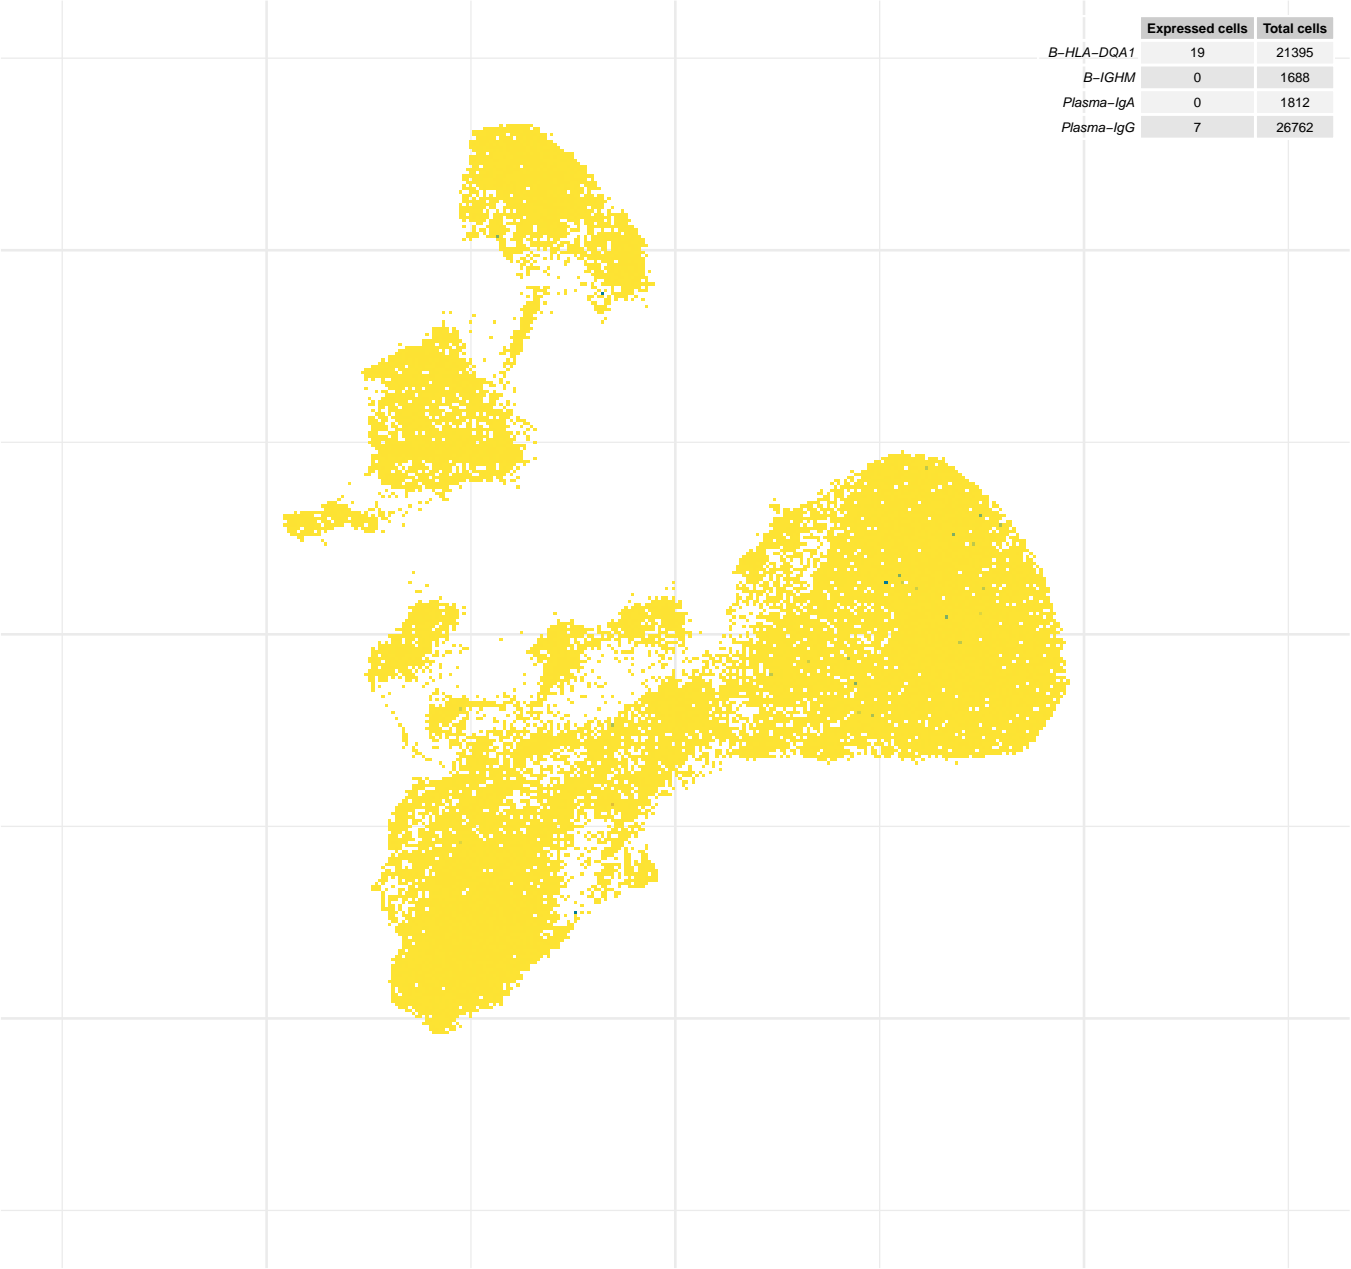 Expressed cells Total cells
B−HLA−DQA1 19 21395
B−IGHM 0 1688
Plasma−IgA 0 1812
Plasma−IgG 7 26762